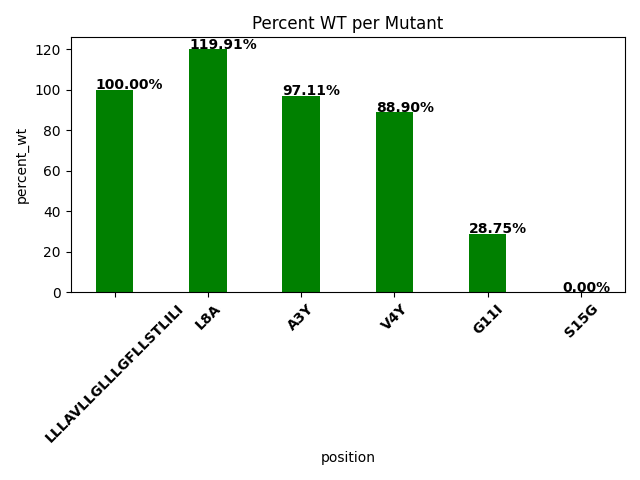 Percent WT per Mutant
percent_wt
120
100
80
60
40
20
0
100.00%
119.91%
97.11%
88.90%
28.75%
0.00%
LLLAVLLGLLLGFLLSTLILI
L8A
A3Y
V4Y
G11I
S15G
position